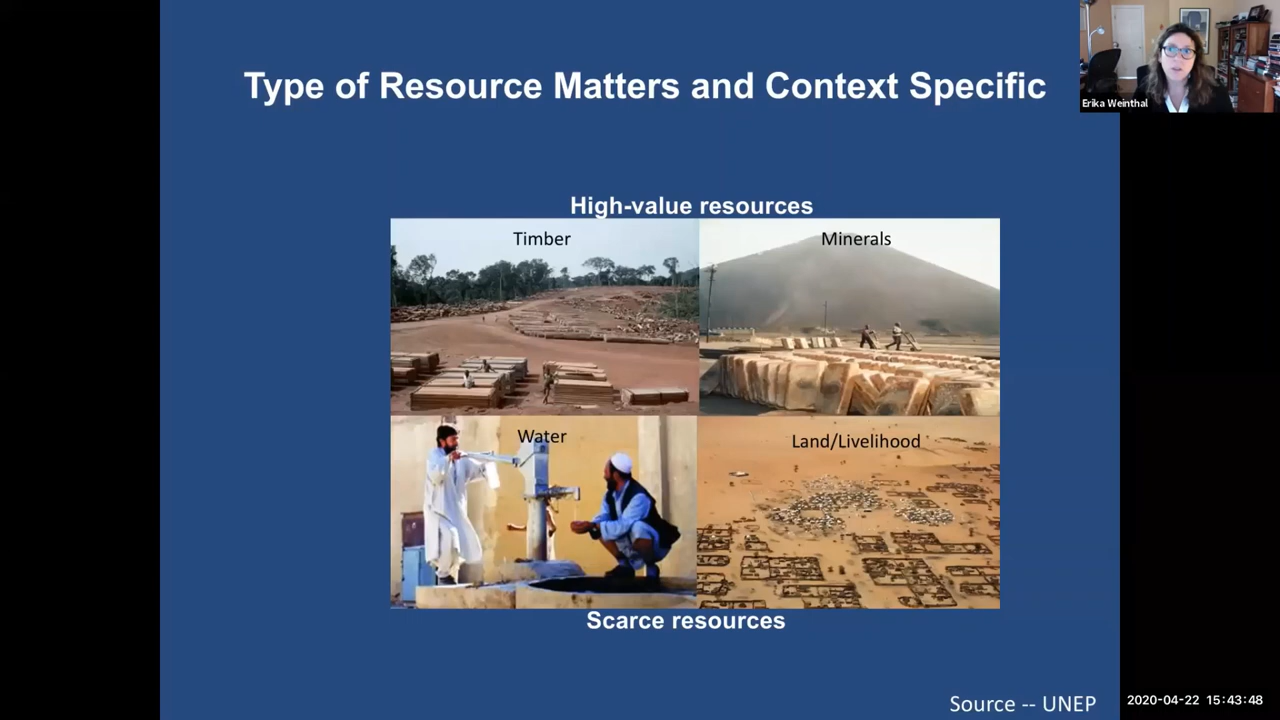 Type of Resource Matters and Context Specific
Erika Weinthal
High-value resources
Timber
Minerals
Water
Land/Livelihood
Scarce resources
Source -- UNEP
2020-04-22 15:43:48